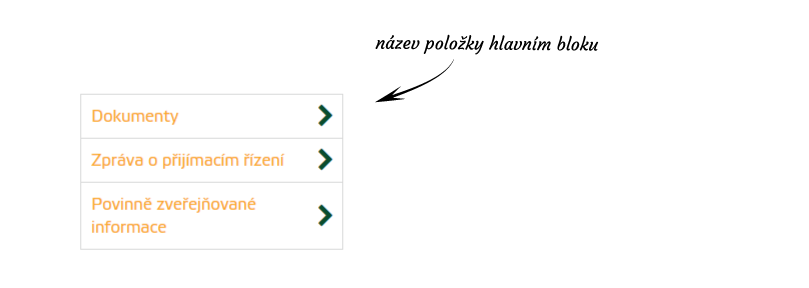 název položky hlavním bloku
Dokumenty
Zpráva o přijímacím řízení
Povinně zveřejňované
informace